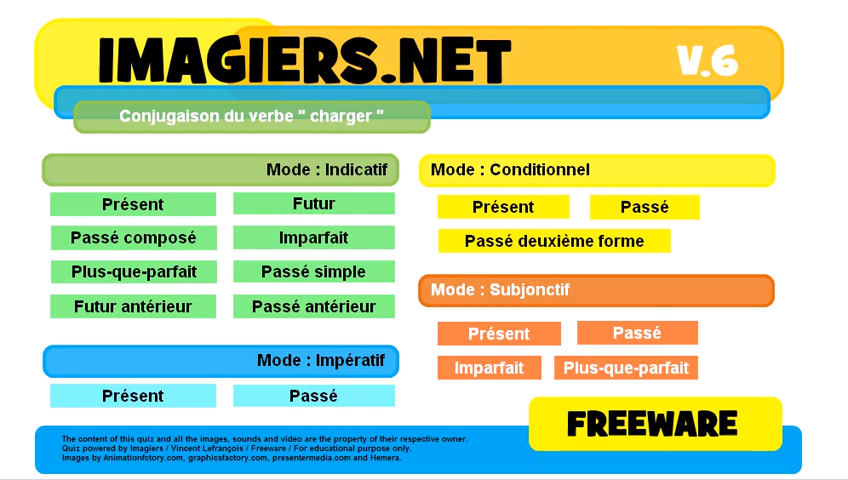 IMAGIERS.NET
V.6
Conjugaison du verbe " charger "
Mode : Indicatif
Présent
Futur
Passé composé
Imparfait
Plus-que-parfait
Passé simple
Futur antérieur
Passé antérieur
Mode : Impératif
Présent
Passé
Mode : Conditionnel
Présent
Passé
Passé deuxième forme
Mode : Subjonctif
Présent
Passé
Imparfait
Plus-que-parfait
FREEWARE
The content of this quiz and all the images, sounds and video are the property of their respective owner.
Quiz powered by Imagiers / Vincent Lefrançois / Freeware / For educational purpose only.
Images by Animationfctory.com, graphicsfactory.com, presentermedia.com and Hemera.